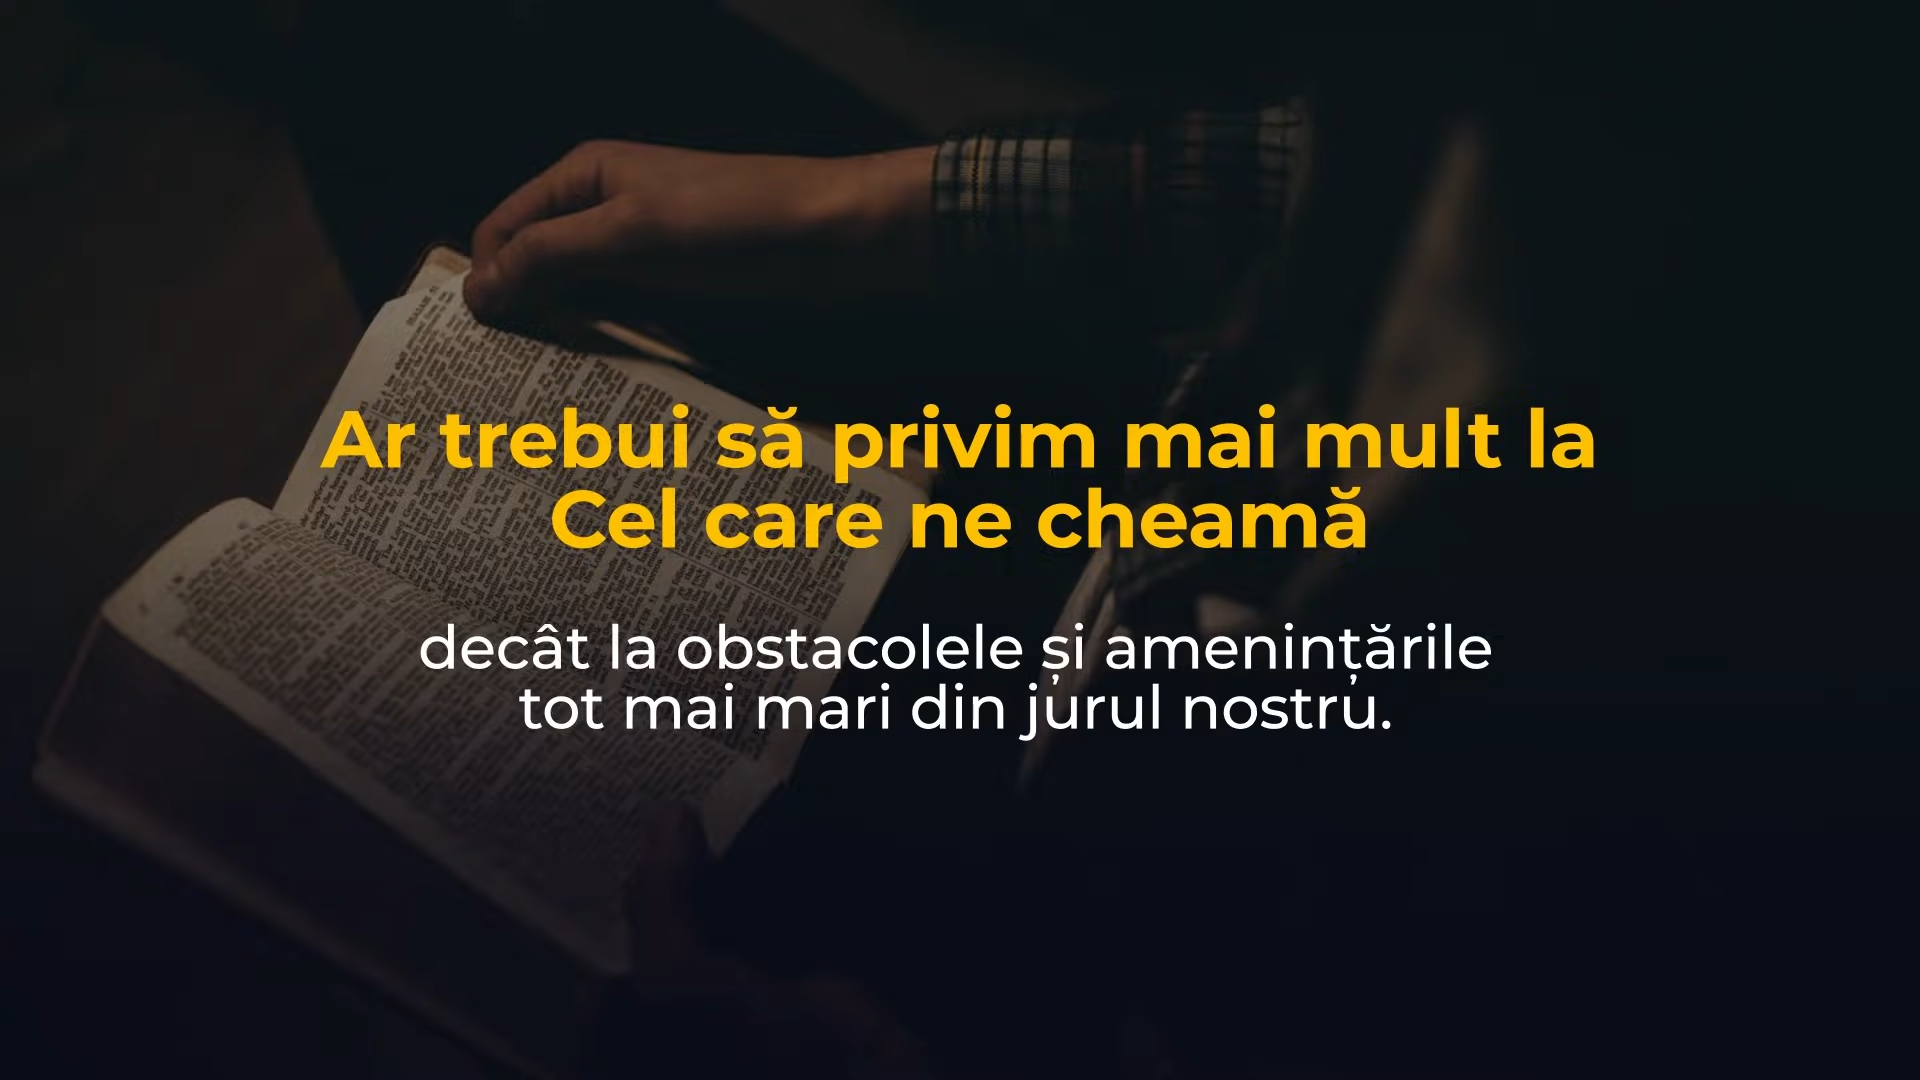 Ar trebui să privim mai mult la
Cel care ne cheamă
decât la obstacolele și amenințările
tot mai mari din jurul nostru.